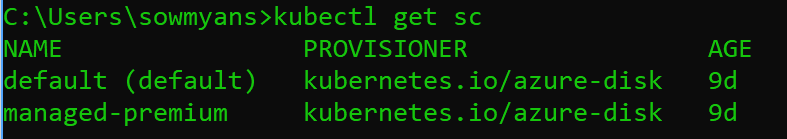 C:\Users\sowmyans>kubectl get sc
NAME PROVISIONER AGE
default (default) kubernetes.io/azure-disk 9d
managed-premium kubernetes.io/azure-disk 9d